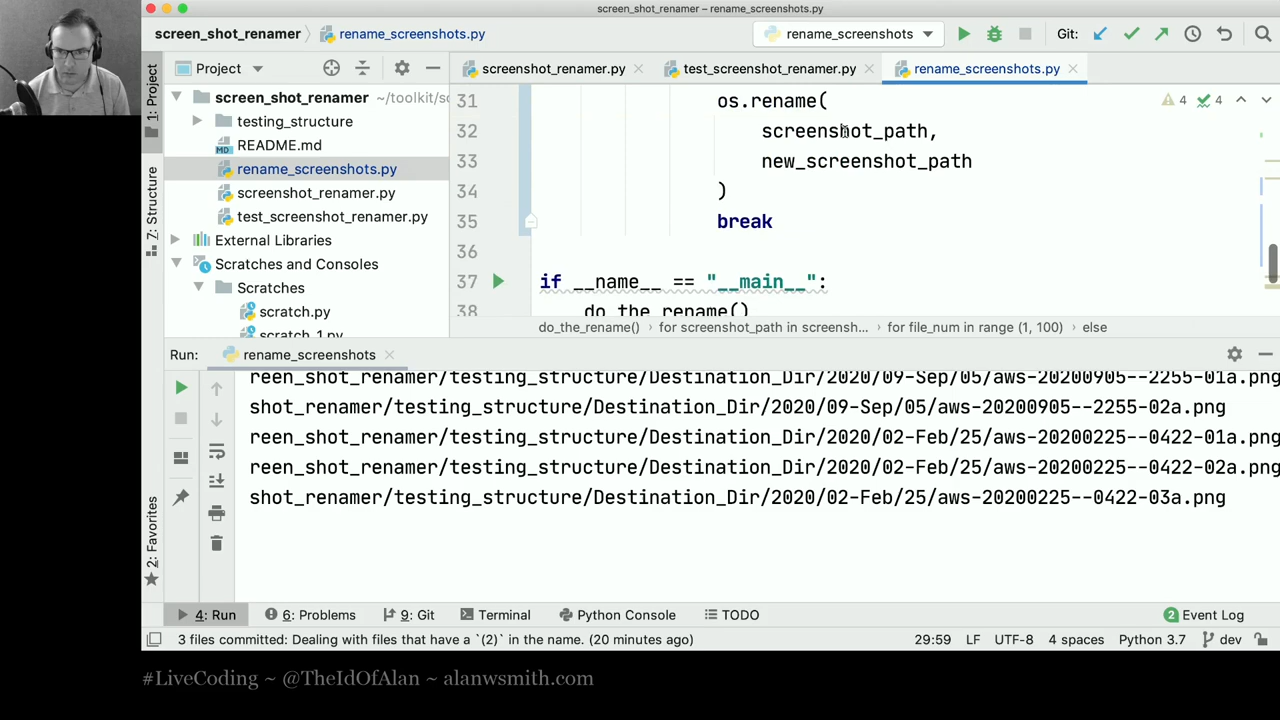 screen_shot_renamer – rename_screenshots.py
screen_shot_renamer
rename_screenshots.py
rename_screenshots
Git:
1: Project
Project
screenshot_renamer.py
test_screenshot_renamer.py
rename_screenshots.py
screen_shot_renamer ~/toolkit/sc
testing_structure
README.md
rename_screenshots.py
screenshot_renamer.py
test_screenshot_renamer.py
External Libraries
Scratches and Consoles
Scratches
scratch.py
scratch_1.py
7: Structure
2: Favorites
4
4
31 os.rename(
32 screenshot_path,
33 new_screenshot_path
34 )
35 break
36
37 if __name__ == "__main__":
38 do_the_rename()
do_the_rename() › for screenshot_path in screensh... › for file_num in range (1, 100) › else
Run: rename_screenshots
reen_shot_renamer/testing_structure/Destination_Dir/2020/09-Sep/05/aws-20200905--2255-01a.png
shot_renamer/testing_structure/Destination_Dir/2020/09-Sep/05/aws-20200905--2255-02a.png
reen_shot_renamer/testing_structure/Destination_Dir/2020/02-Feb/25/aws-20200225--0422-01a.png
reen_shot_renamer/testing_structure/Destination_Dir/2020/02-Feb/25/aws-20200225--0422-02a.png
shot_renamer/testing_structure/Destination_Dir/2020/02-Feb/25/aws-20200225--0422-03a.png
4: Run
6: Problems
9: Git
Terminal
Python Console
TODO
2 Event Log
3 files committed: Dealing with files that have a `(2)` in the name. (20 minutes ago)
29:59 LF UTF-8 4 spaces Python 3.7 dev
#LiveCoding ~ @TheIdOfAlan ~ alanwsmith.com